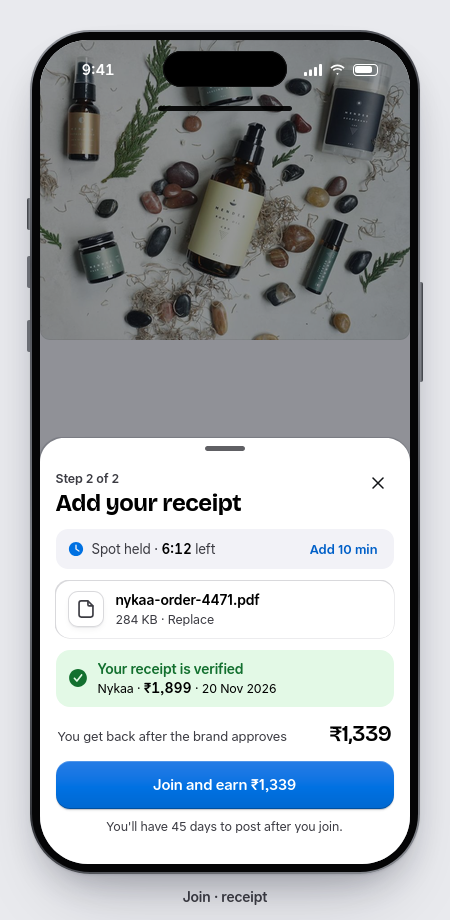 9:41
Step 2 of 2
Add your receipt
Spot held · 6:12 left
Add 10 min
nykaa-order-4471.pdf
284 KB · Replace
Your receipt is verified
Nykaa · ₹1,899 · 20 Nov 2026
You get back after the brand approves
₹1,339
Join and earn ₹1,339
You'll have 45 days to post after you join.
Join · receipt